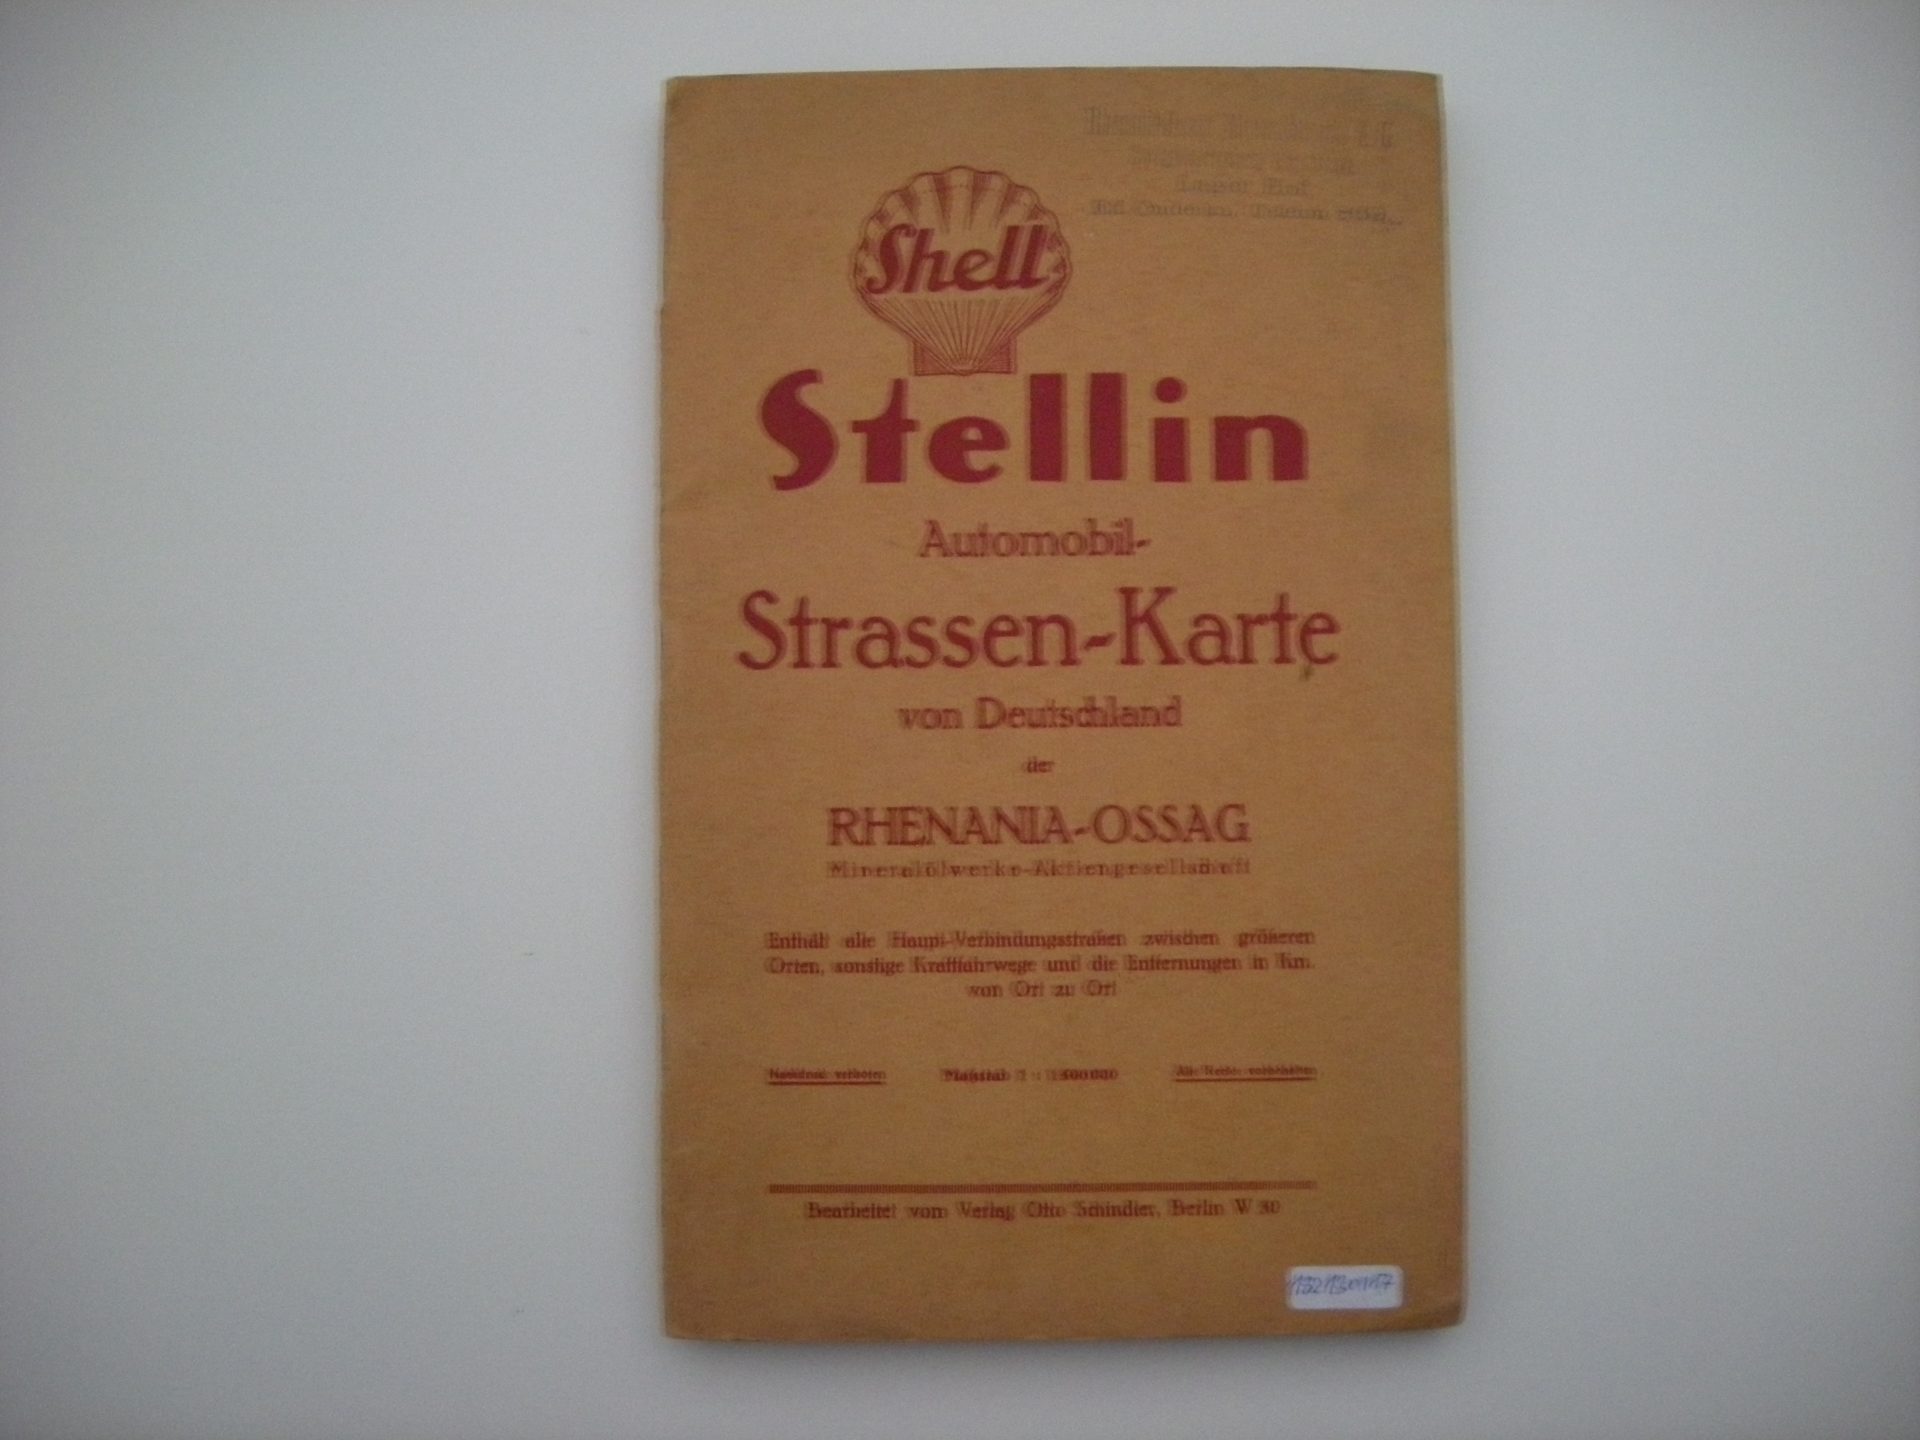 Shell
Stellin
Automobil-
Strassen-Karte
von Deutschland
der
RHENANIA-OSSAG
Mineralölwerke-Aktiengesellschaft
Enthält alle Haupt-Verbindungsstraßen zwischen größeren
Orten, sonstige Kraftfahrwege und die Entfernungen in Km.
von Ort zu Ort
Nachdruck verboten
Maßstab 1 :
Alle Rechte vorbehalten
Bearbeitet vom Verlag Otto Schindler, Berlin W 30